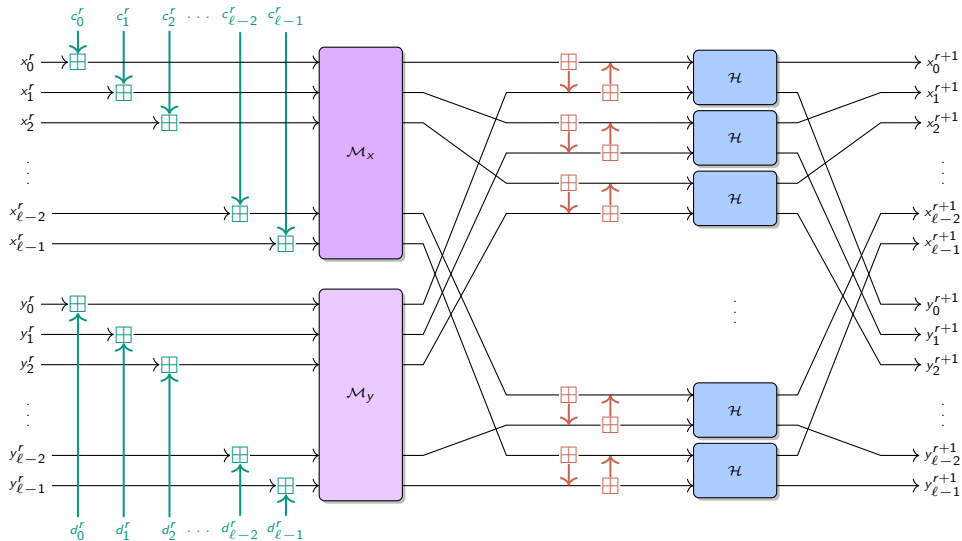 c_0^r c_1^r c_2^r ··· c_{ℓ−2}^r c_{ℓ−1}^r
x_0^r ℋ x_0^{r+1}
x_1^r x_1^{r+1}
x_2^r ℋ x_2^{r+1}
ℳ_x
⋮ ⋮
ℋ
x_{ℓ−2}^r x_{ℓ−2}^{r+1}
x_{ℓ−1}^r x_{ℓ−1}^{r+1}
y_0^r ⋮ y_0^{r+1}
y_1^r y_1^{r+1}
y_2^r y_2^{r+1}
ℳ_y
⋮ ℋ ⋮
y_{ℓ−2}^r y_{ℓ−2}^{r+1}
y_{ℓ−1}^r ℋ y_{ℓ−1}^{r+1}
d_0^r d_1^r d_2^r ··· d_{ℓ−2}^r d_{ℓ−1}^r